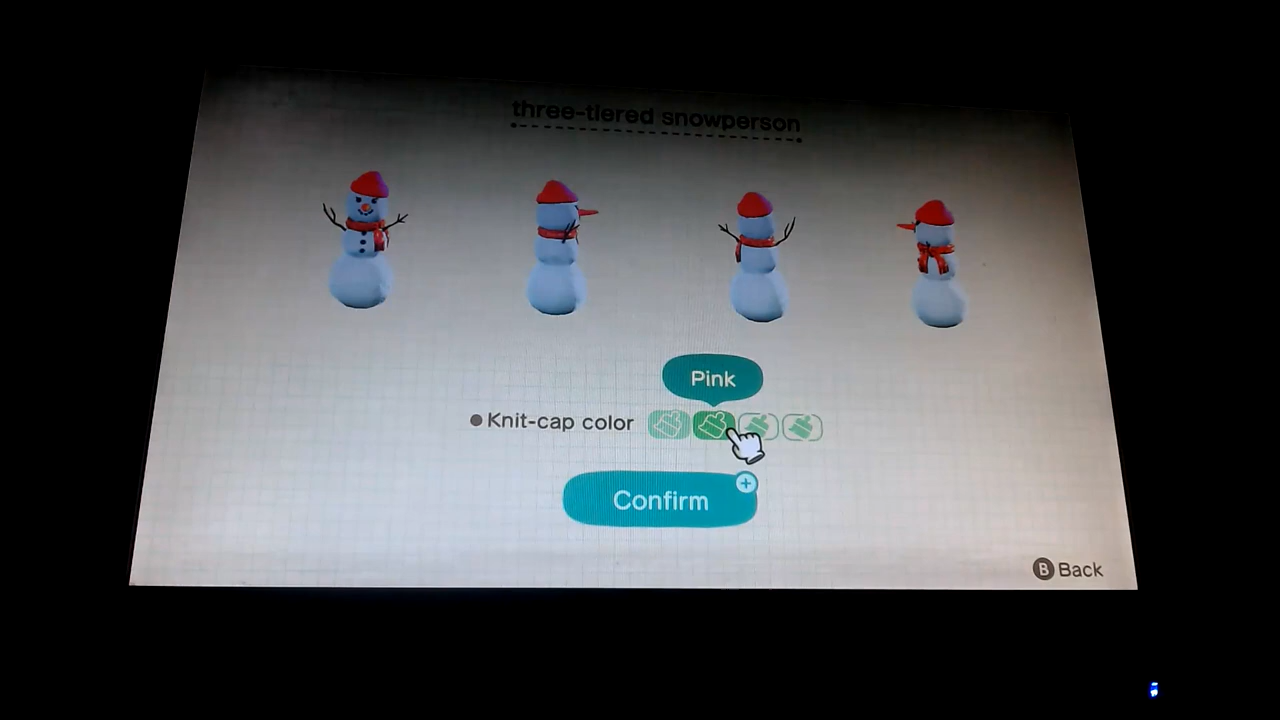 three-tiered snowperson
Pink
Knit-cap color
+
Confirm
B Back